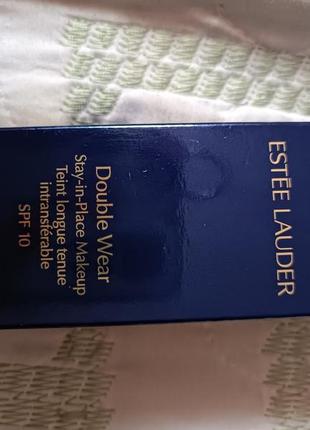 ESTĒE LAUDER
Double Wear
Stay-in-Place Makeup
Teint longue tenue
intransférable
SPF 10